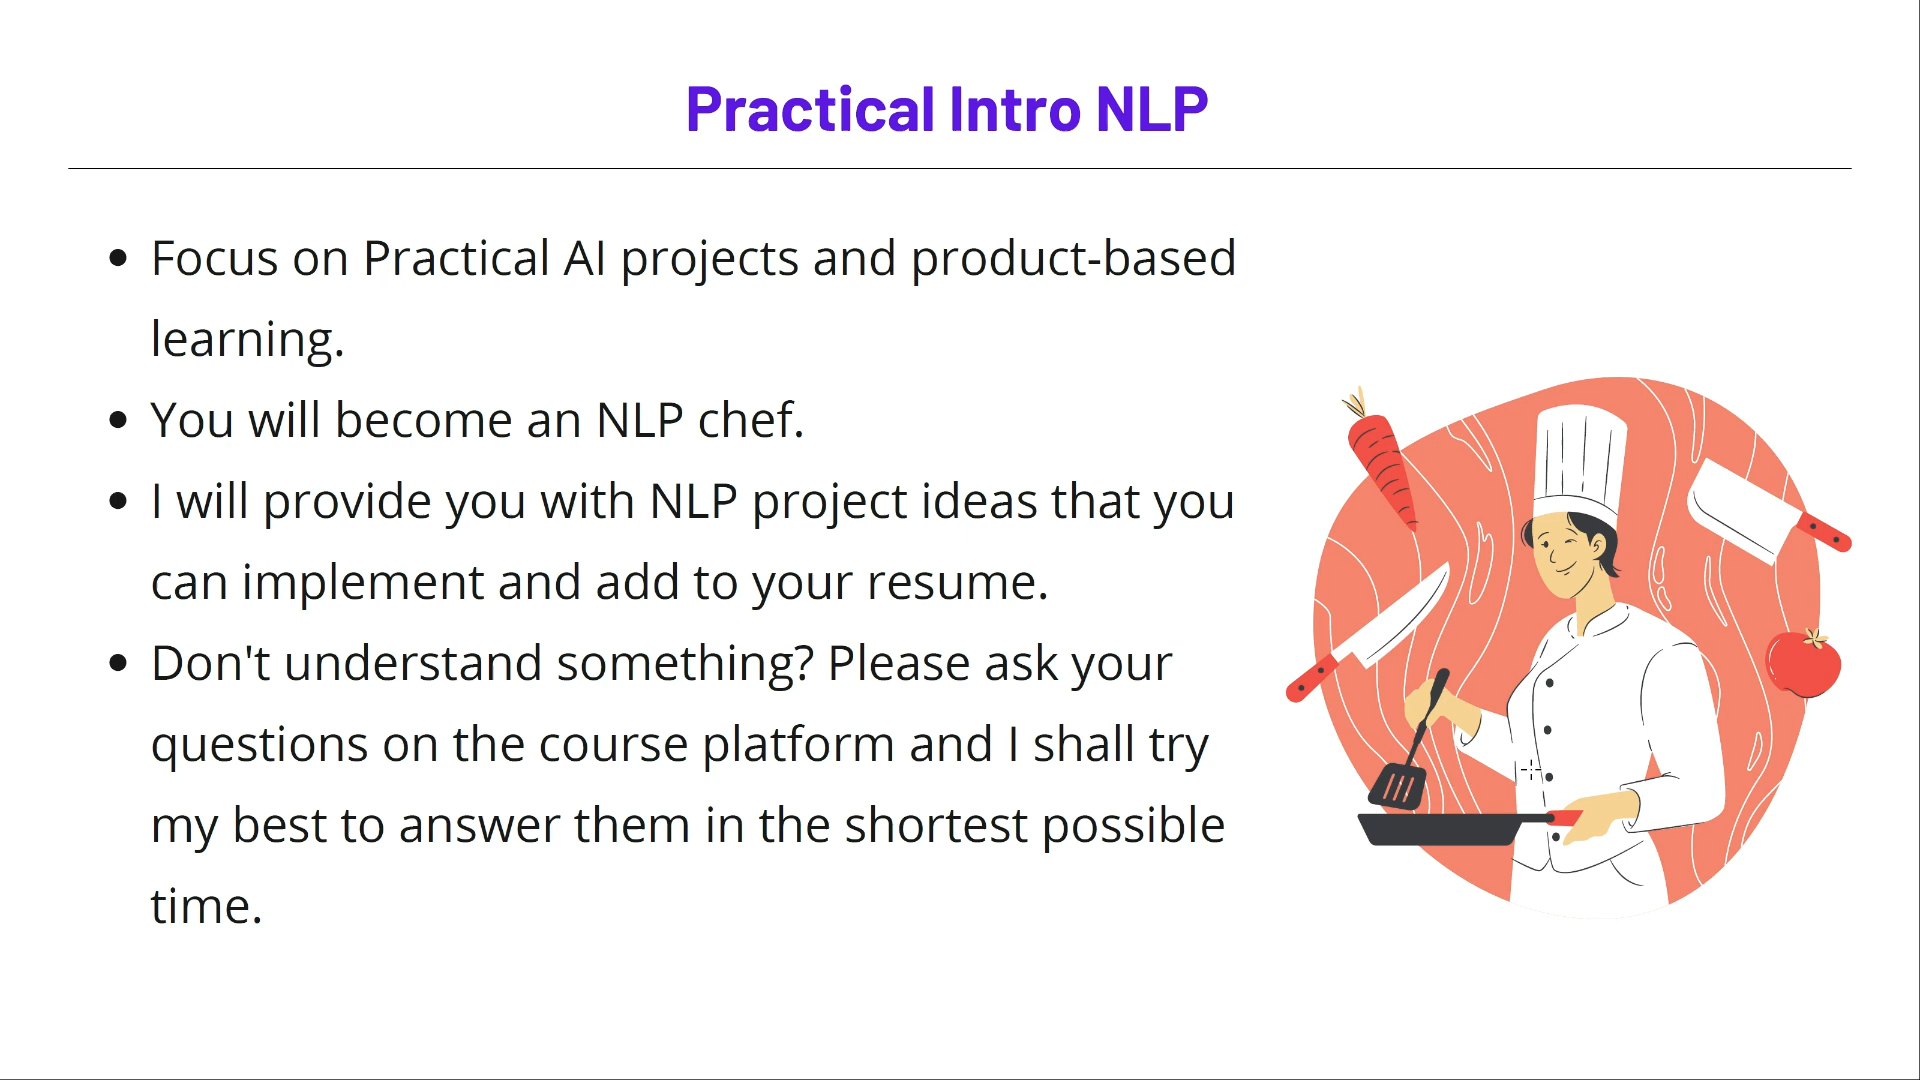 Practical Intro NLP
• Focus on Practical AI projects and product-based
learning.
• You will become an NLP chef.
• I will provide you with NLP project ideas that you
can implement and add to your resume.
• Don't understand something? Please ask your
questions on the course platform and I shall try
my best to answer them in the shortest possible
time.